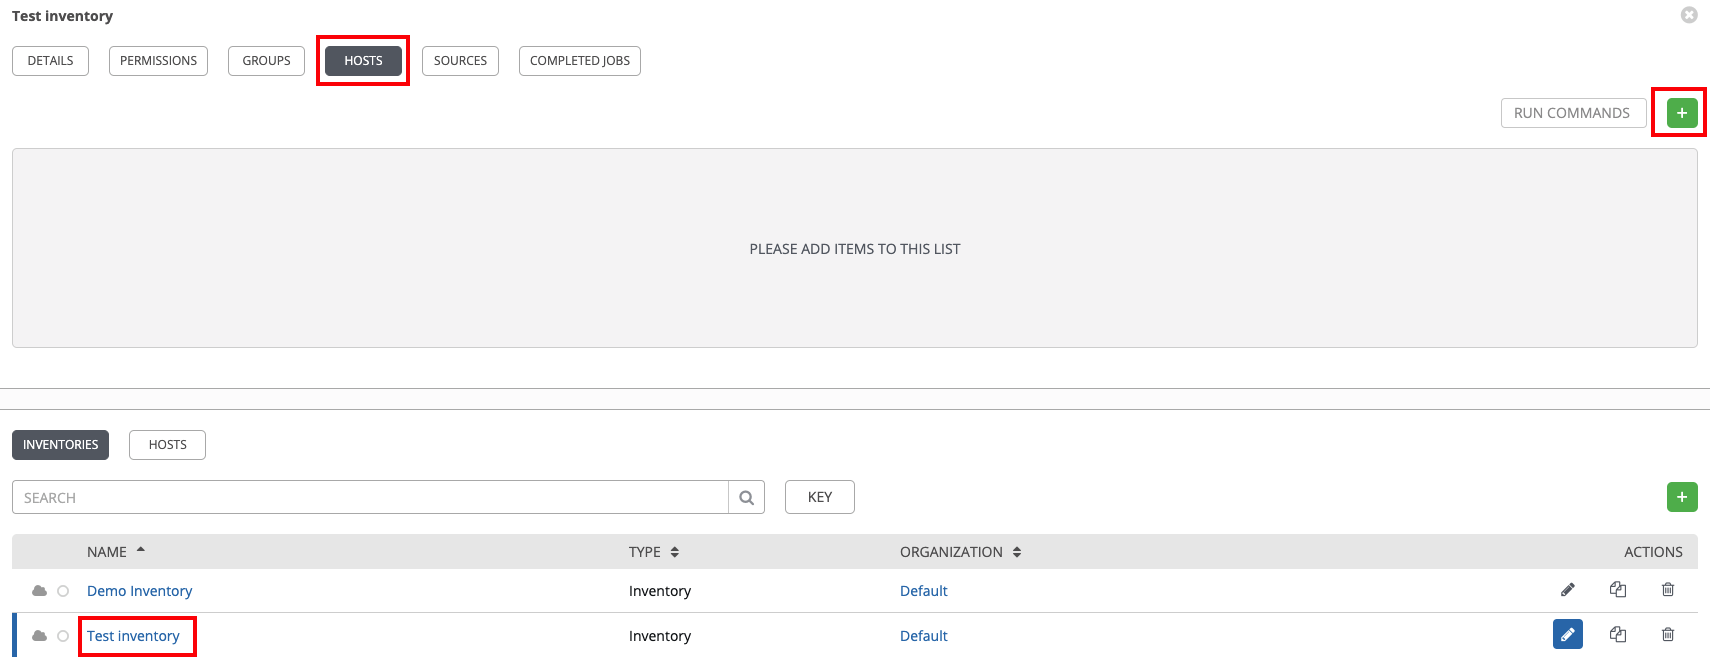 Test inventory
DETAILS PERMISSIONS GROUPS HOSTS SOURCES COMPLETED JOBS
RUN COMMANDS +
PLEASE ADD ITEMS TO THIS LIST
INVENTORIES HOSTS
SEARCH KEY +
NAME TYPE ORGANIZATION ACTIONS
Demo Inventory Inventory Default
Test inventory Inventory Default